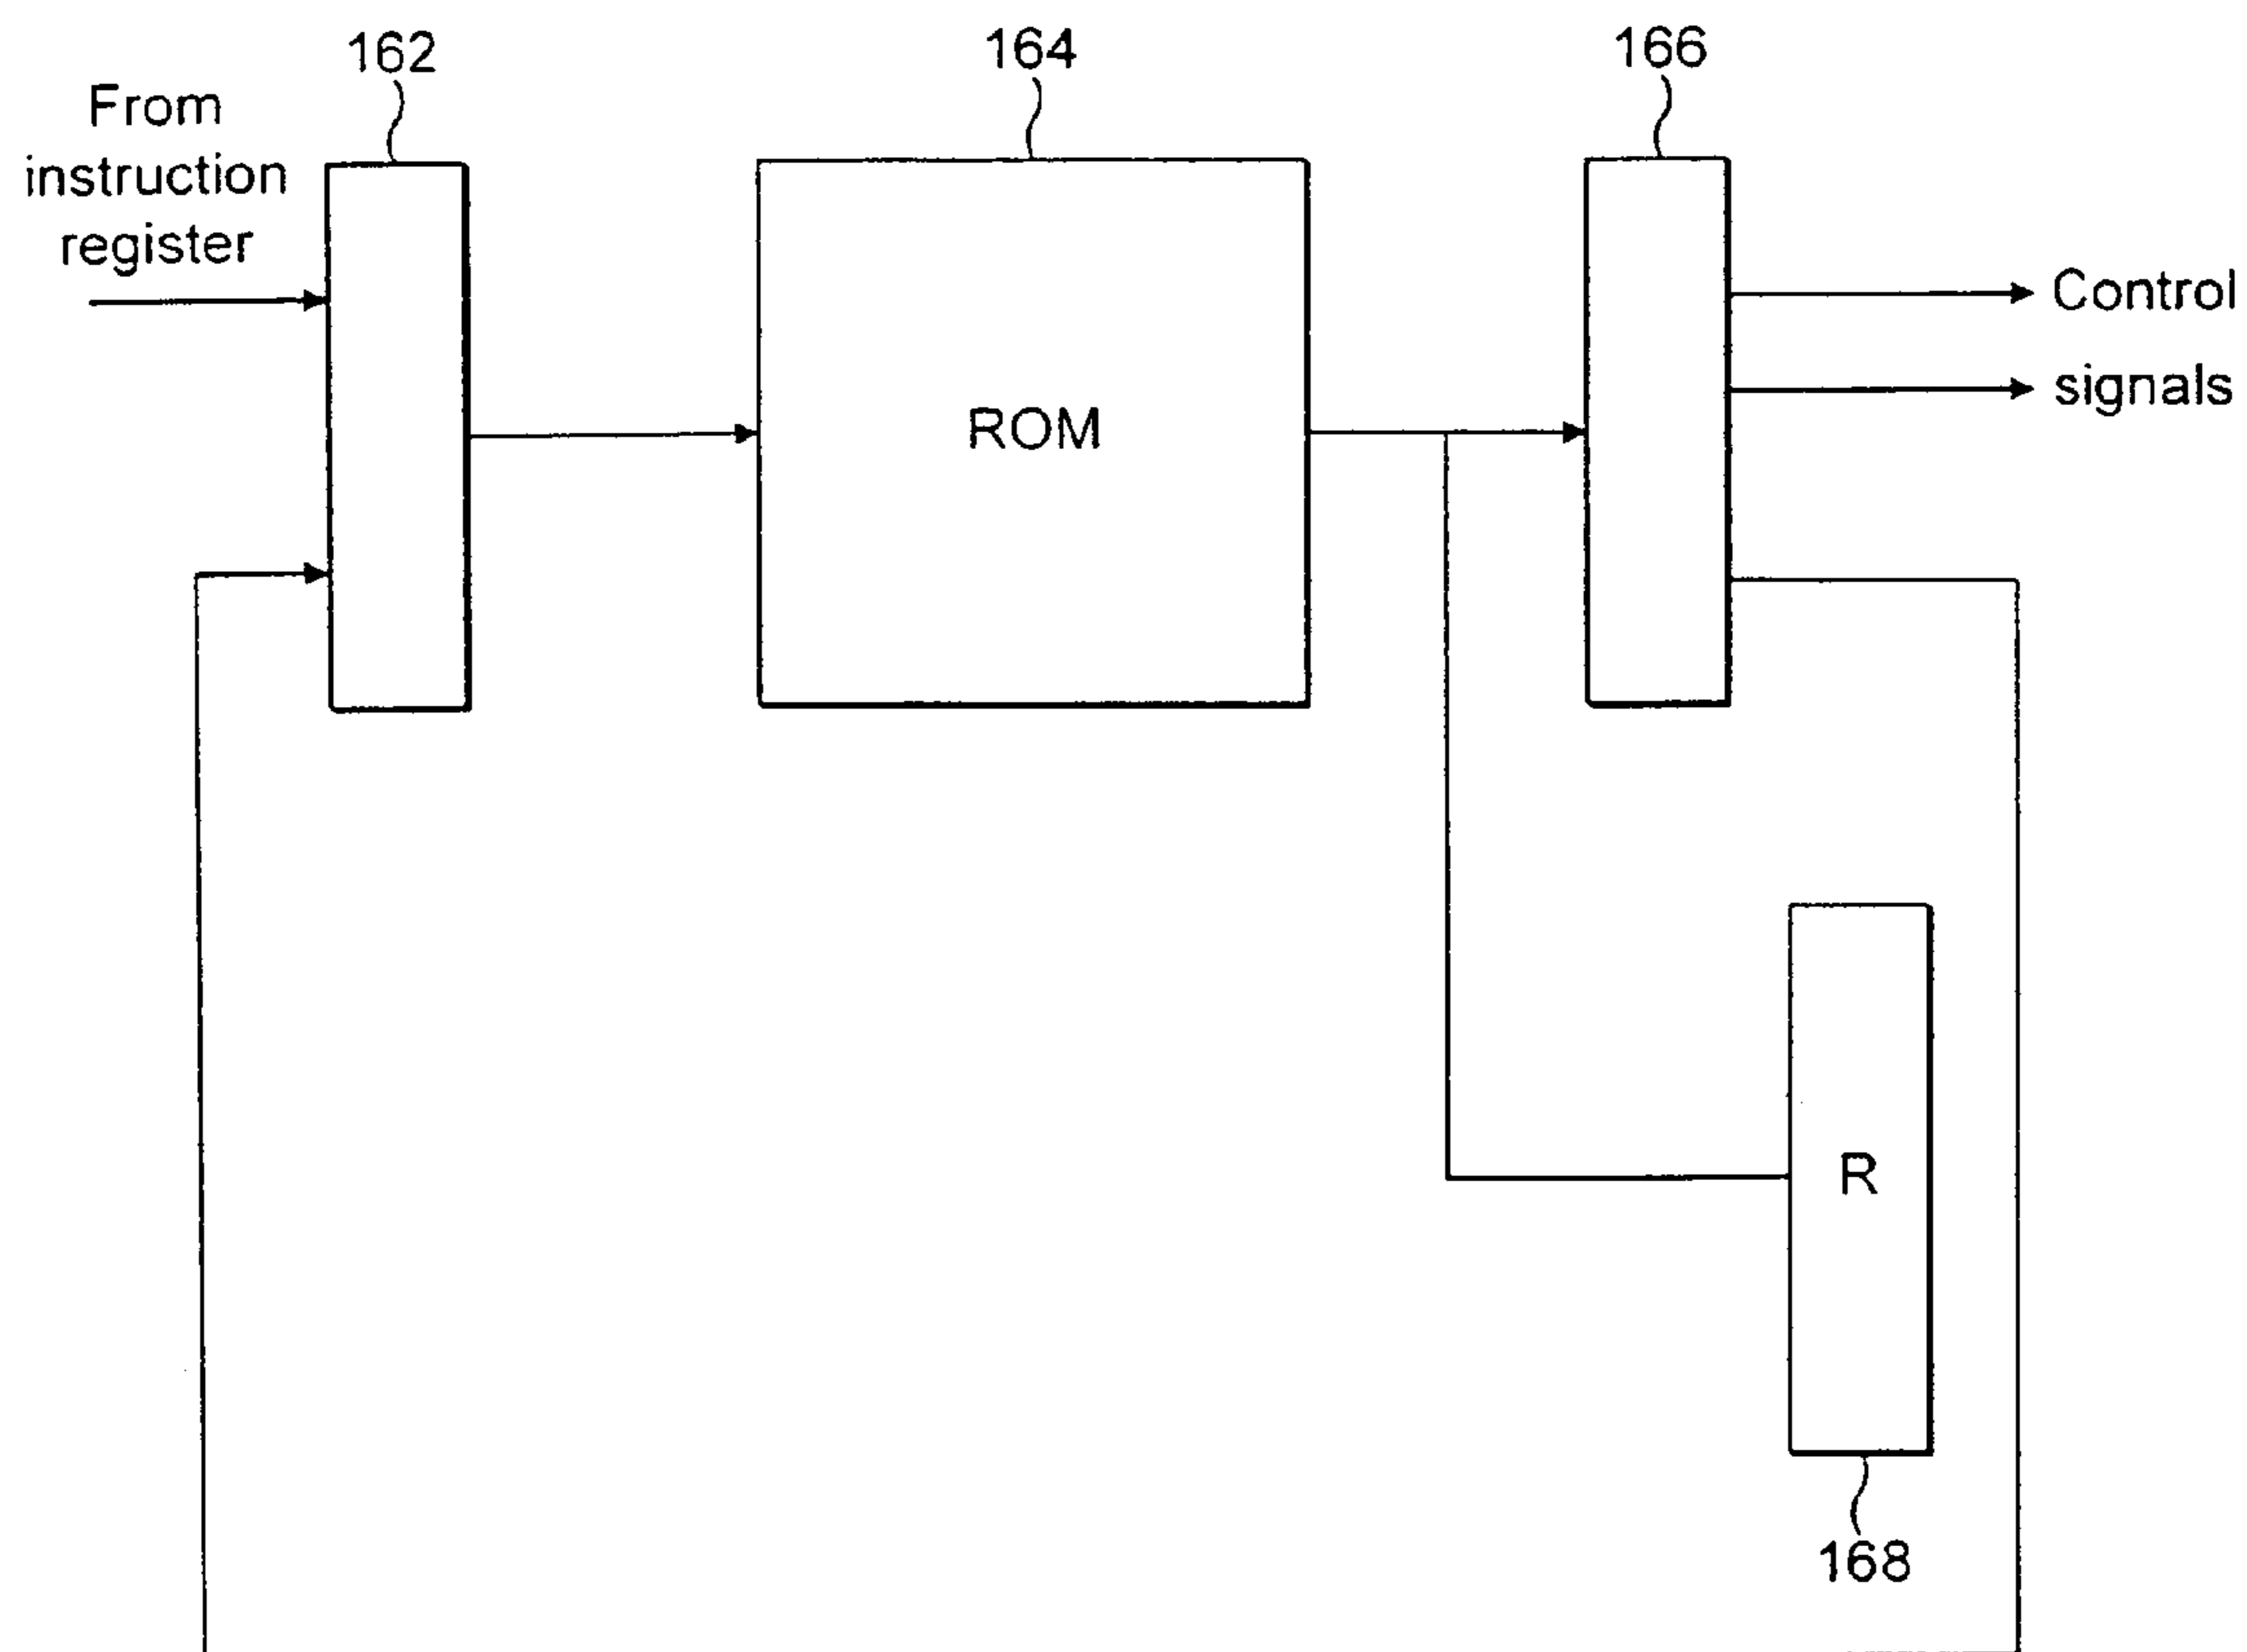 162
164
166
From
instruction
register
Control
signals
ROM
R
168